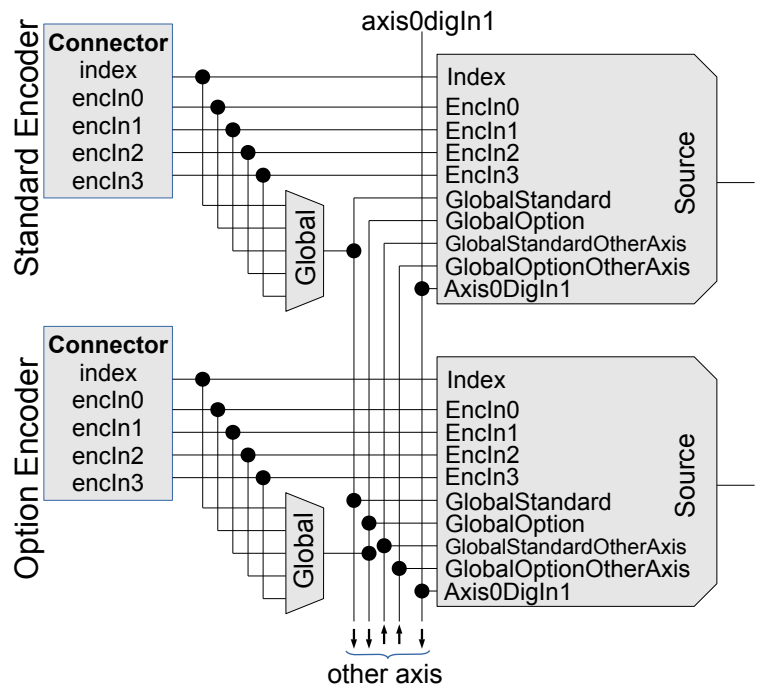 axis0digIn1
Standard Encoder
Connector
index
encIn0
encIn1
encIn2
encIn3
Global
Index
EncIn0
EncIn1
EncIn2
EncIn3
GlobalStandard
GlobalOption
GlobalStandardOtherAxis
GlobalOptionOtherAxis
Axis0DigIn1
Source
Option Encoder
Connector
index
encIn0
encIn1
encIn2
encIn3
Global
Index
EncIn0
EncIn1
EncIn2
EncIn3
GlobalStandard
GlobalOption
GlobalStandardOtherAxis
GlobalOptionOtherAxis
Axis0DigIn1
Source
other axis